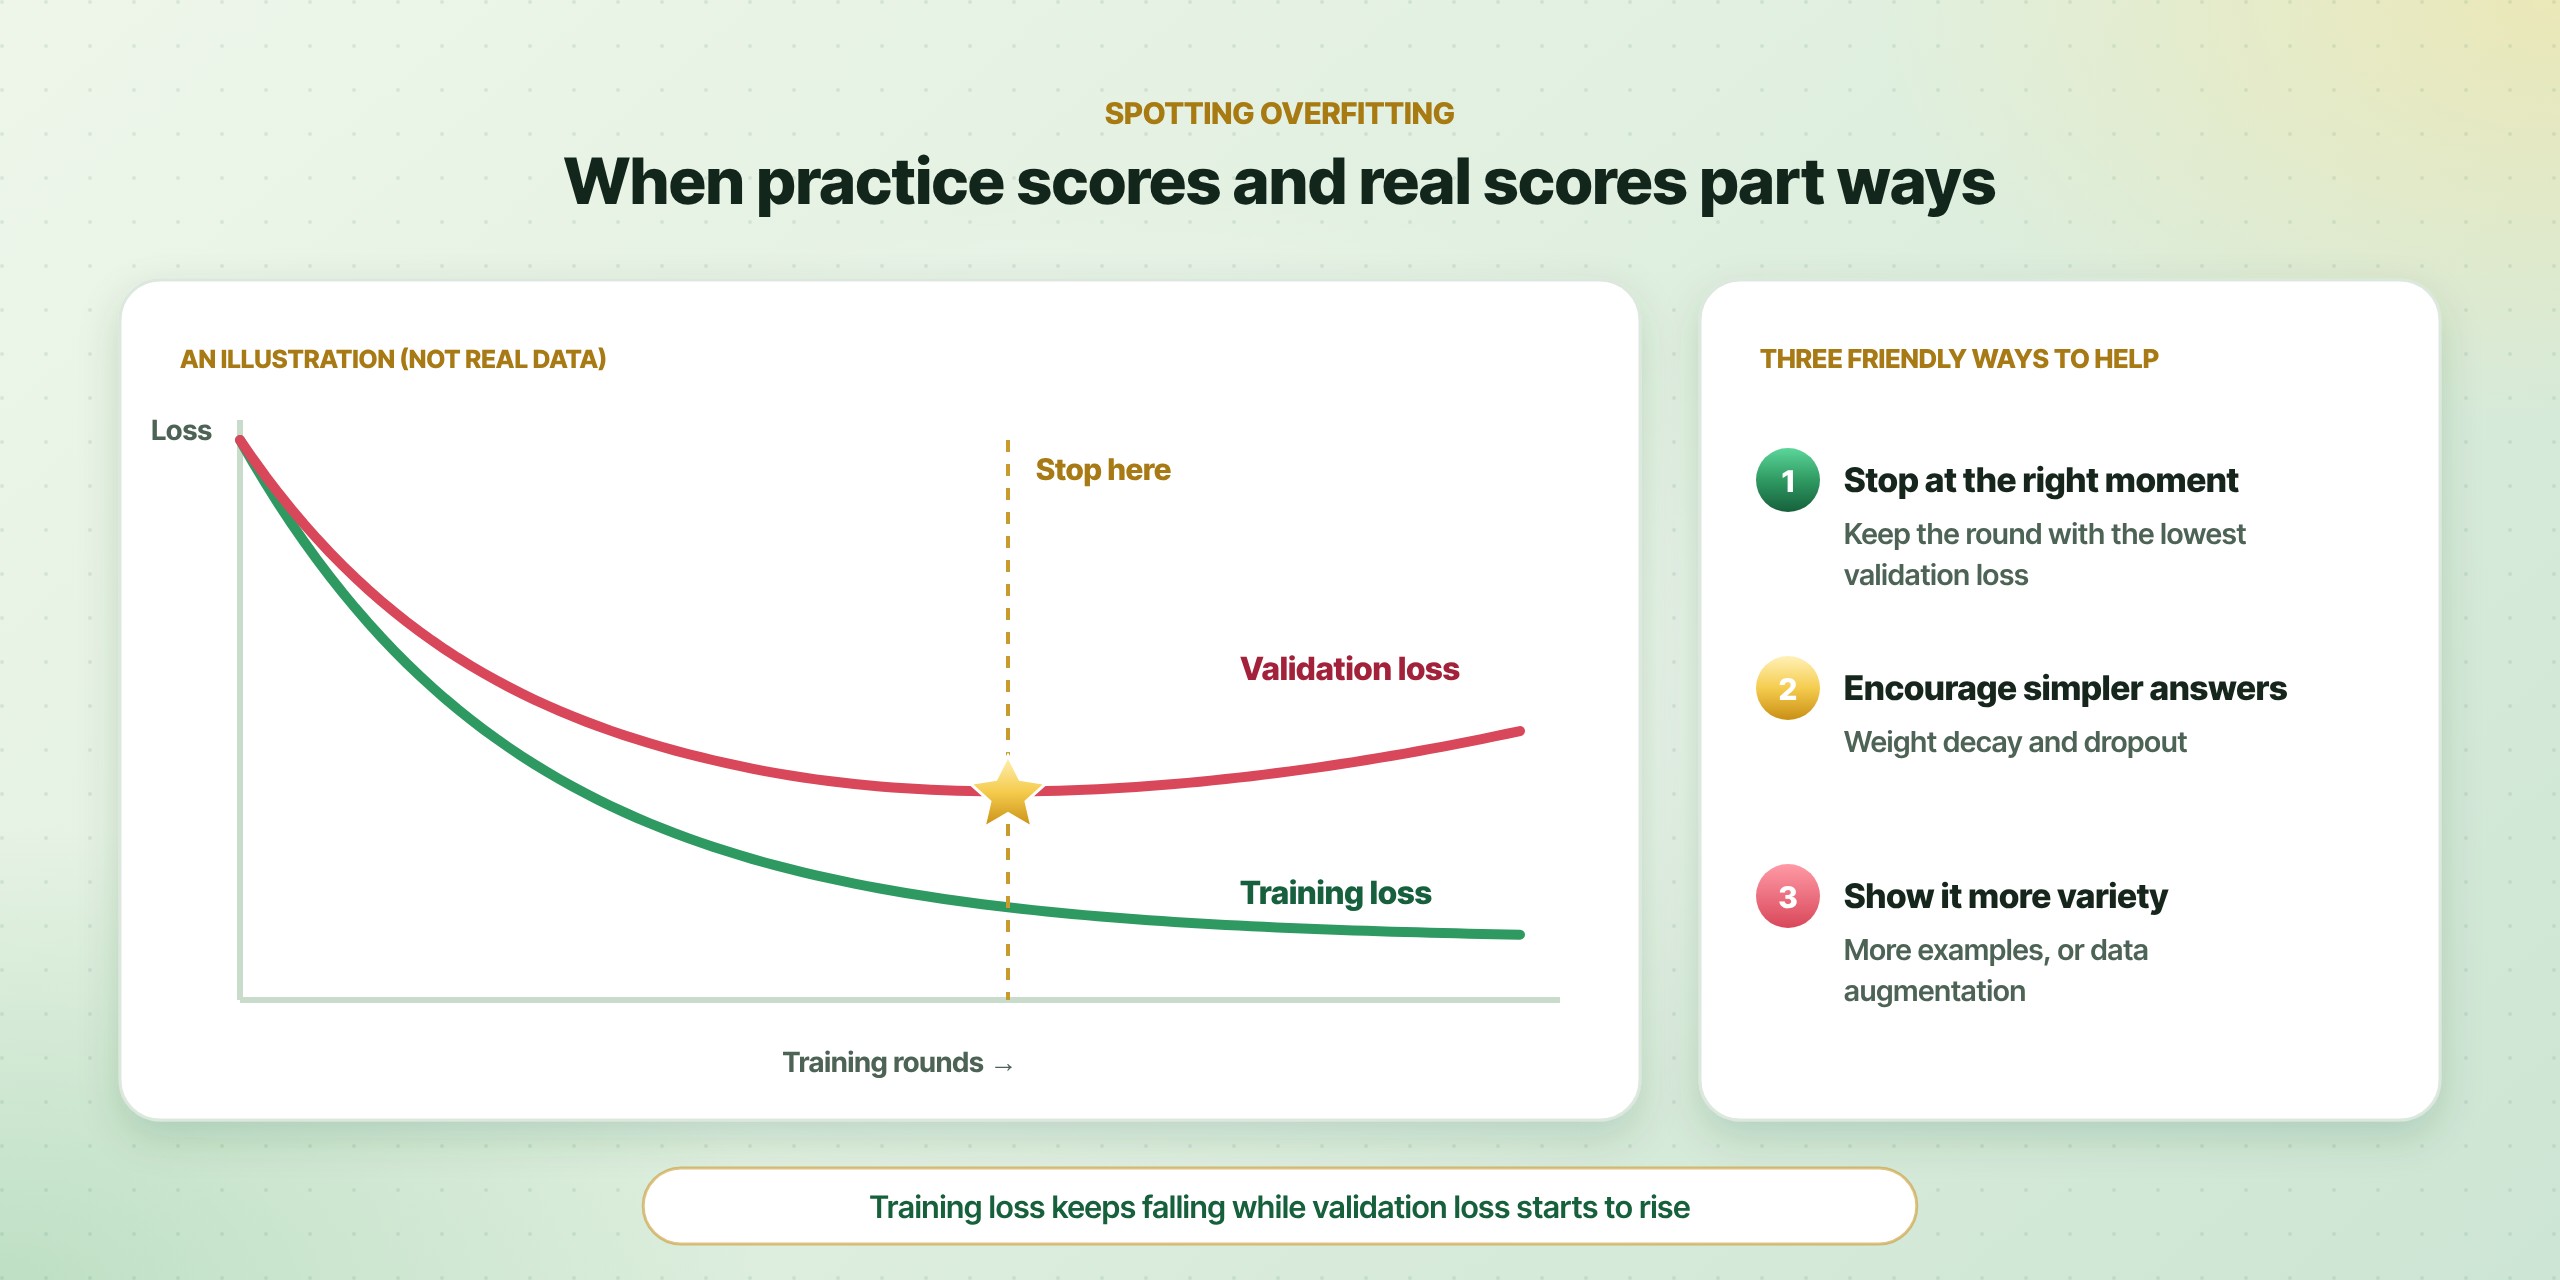 SPOTTING OVERFITTING
When practice scores and real scores part ways
AN ILLUSTRATION (NOT REAL DATA)
Loss
Stop here
Validation loss
Training loss
Training rounds →
THREE FRIENDLY WAYS TO HELP
1
Stop at the right moment
Keep the round with the lowest
validation loss
2
Encourage simpler answers
Weight decay and dropout
3
Show it more variety
More examples, or data
augmentation
Training loss keeps falling while validation loss starts to rise